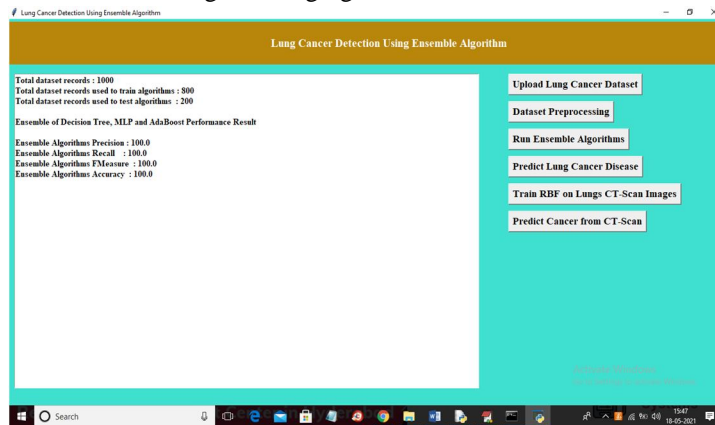 Lung Cancer Detection Using Ensemble Algorithm
Lung Cancer Detection Using Ensemble Algorithm
Total dataset records : 1000
Total dataset records used to train algorithms : 800
Total dataset records used to test algorithms : 200
Ensemble of Decision Tree, MLP and AdaBoost Performance Result
Ensemble Algorithms Precision : 100.0
Ensemble Algorithms Recall : 100.0
Ensemble Algorithms FMeasure : 100.0
Ensemble Algorithms Accuracy : 100.0
Upload Lung Cancer Dataset
Dataset Preprocessing
Run Ensemble Algorithms
Predict Lung Cancer Disease
Train RBF on Lungs CT-Scan Images
Predict Cancer from CT-Scan
Activate Windows
Search
15:47
18-05-2021